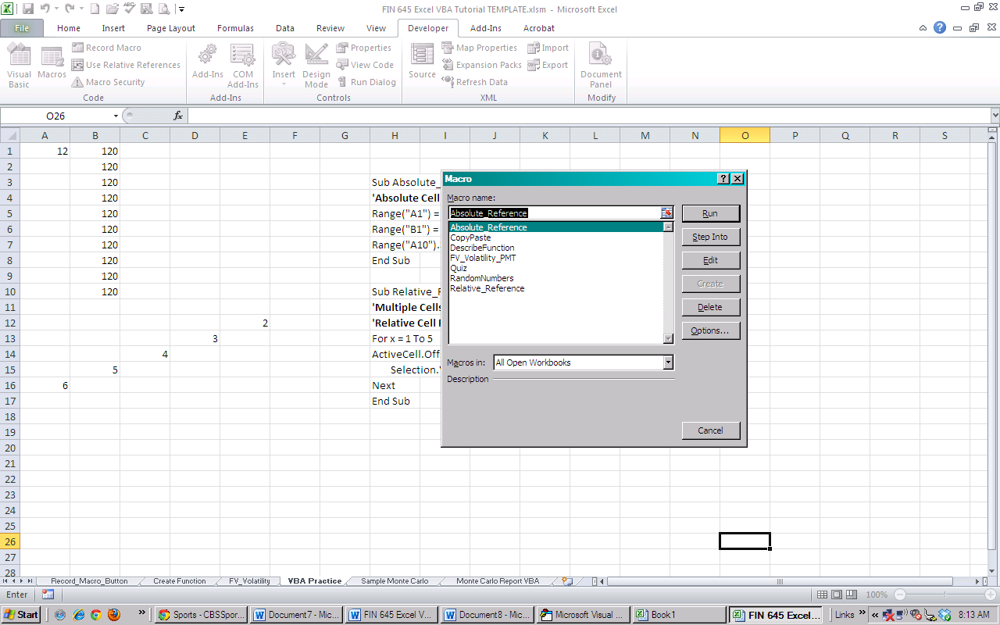 FIN 645 Excel VBA Tutorial TEMPLATE.xlsm - Microsoft Excel
File Home Insert Page Layout Formulas Data Review View Developer Add-Ins Acrobat
Visual Basic
Macros
Record Macro
Use Relative References
Macro Security
Code
Add-Ins
COM Add-Ins
Add-Ins
Insert
Design Mode
Properties
View Code
Run Dialog
Controls
Source
Map Properties
Expansion Packs
Refresh Data
Import
Export
XML
Document Panel
Modify
O26 fx
A B C D E F G H I J K L M N O P Q R S
1 12 120
2 120
3 120 Sub Absolute_
4 120 'Absolute Cell
5 120 Range("A1") =
6 120 Range("B1") =
7 120 Range("A10").
8 120 End Sub
9 120
10 120 Sub Relative_R
11 'Multiple Cells
12 2 'Relative Cell
13 3 For x = 1 To 5
14 4 ActiveCell.Off
15 5 Selection.
16 6 Next
17 End Sub
18
19
20
21
22
23
24
25
26
27
28
Macro
Macro name:
Absolute_Reference
Absolute_Reference
CopyPaste
DescribeFunction
FV_Volatility_PMT
Quiz
RandomNumbers
Relative_Reference
Run
Step Into
Edit
Create
Delete
Options...
Macros in: All Open Workbooks
Description
Cancel
Record_Macro_Button Create Function FV_Volatility VBA Practice Sample Monte Carlo Monte Carlo Report VBA
Enter 100%
Start Sports - CBSSpor... Document7 - Mic... FIN 645 Excel V... Document8 - Mic... Microsoft Visual ... Book1 FIN 645 Excel... Links 8:13 AM